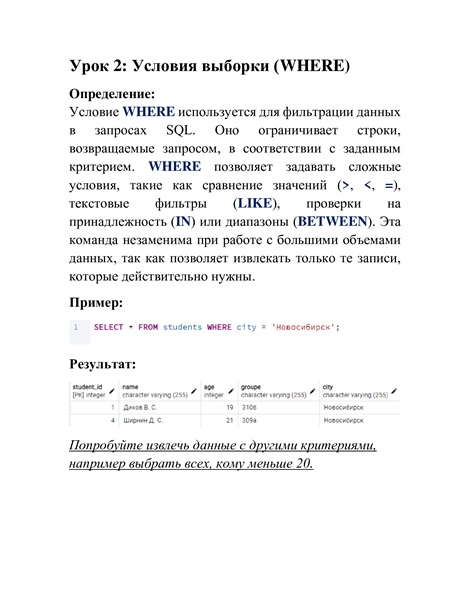 Урок 2: Условия выборки (WHERE)
Определение:
Условие WHERE используется для фильтрации данных
в запросах SQL. Оно ограничивает строки,
возвращаемые запросом, в соответствии с заданным
критерием. WHERE позволяет задавать сложные
условия, такие как сравнение значений (>, <, =),
текстовые фильтры (LIKE), проверки на
принадлежность (IN) или диапазоны (BETWEEN). Эта
команда незаменима при работе с большими объемами
данных, так как позволяет извлекать только те записи,
которые действительно нужны.
Пример:
1 SELECT * FROM students WHERE city = 'Новосибирск';
Результат:
student_id name age groupe city
[PK] integer character varying (255) integer character varying (255) character varying (255)
1 Диков В. С. 19 310б Новосибирск
4 Ширнин Д. С. 21 309а Новосибирск
Попробуйте извлечь данные с другими критериями,
например выбрать всех, кому меньше 20.